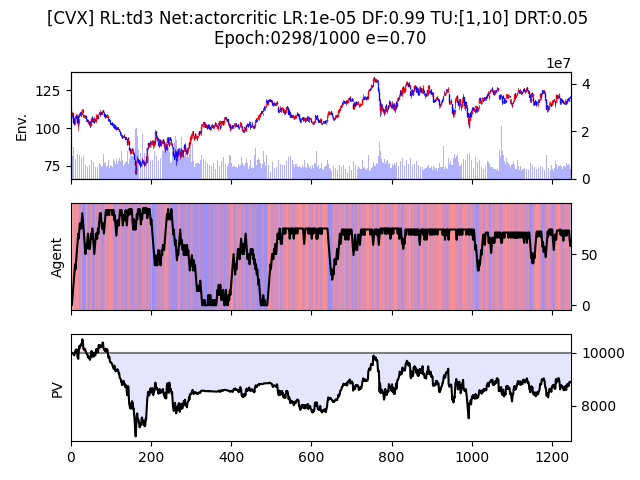 [CVX] RL:td3 Net:actorcritic LR:1e-05 DF:0.99 TU:[1,10] DRT:0.05
Epoch:0298/1000 e=0.70
1e7
125
100
75
Env.
4
2
0
Agent
50
0
PV
10000
8000
0
200
400
600
800
1000
1200